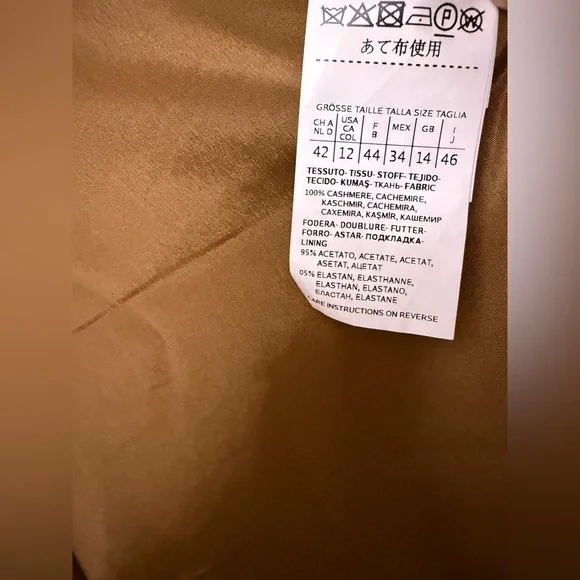 P
あて布使用
GRÖSSE TAILLE TALLA SIZE TAGLIA
CH A NL D USA CA COL F B MEX GB I J
42 12 44 34 14 46
TESSUTO- TISSU- STOFF- TEJIDO-
TECIDO- KUMAŞ- ТКАНЬ- FABRIC
100% CASHMERE, CACHEMIRE,
KASCHMIR, CACHEMIRA,
CAXEMIRA, KAŞMİR, КАШЕМИР
FODERA- DOUBLURE- FUTTER-
FORRO- ASTAR- ПОДКЛАДКА-
LINING
95% ACETATO, ACETATE, ACETAT,
ASETAT, АЦЕТАТ
05% ELASTAN, ELASTHANNE,
ELASTHAN, ELASTANO,
ЕЛАСТАН, ELASTANE
CARE INSTRUCTIONS ON REVERSE